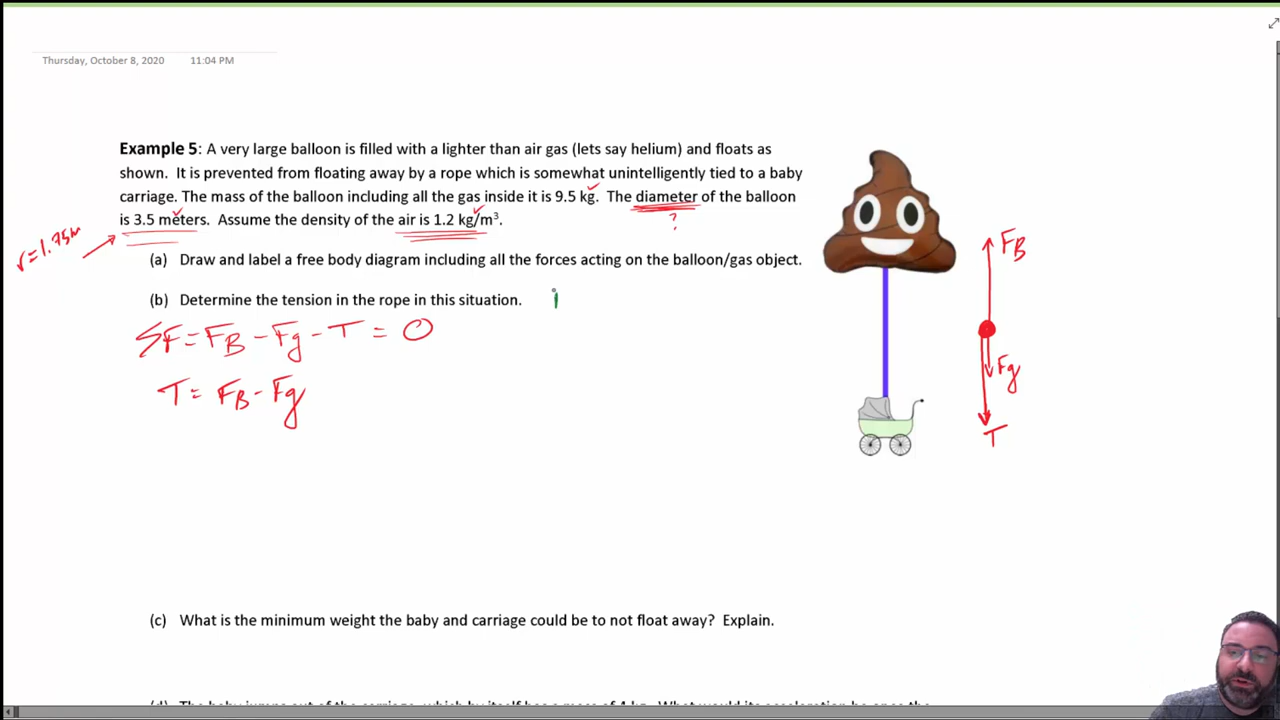 Thursday, October 8, 2020 11:04 PM
Example 5: A very large balloon is filled with a lighter than air gas (lets say helium) and floats as
shown. It is prevented from floating away by a rope which is somewhat unintelligently tied to a baby
carriage. The mass of the balloon including all the gas inside it is 9.5 kg. The diameter of the balloon
is 3.5 meters. Assume the density of the air is 1.2 kg/m³.
?
r=1.75m
(a) Draw and label a free body diagram including all the forces acting on the balloon/gas object.
(b) Determine the tension in the rope in this situation.
ΣF = FB - Fg - T = 0
T = FB - Fg
FB
Fg
T
(c) What is the minimum weight the baby and carriage could be to not float away? Explain.